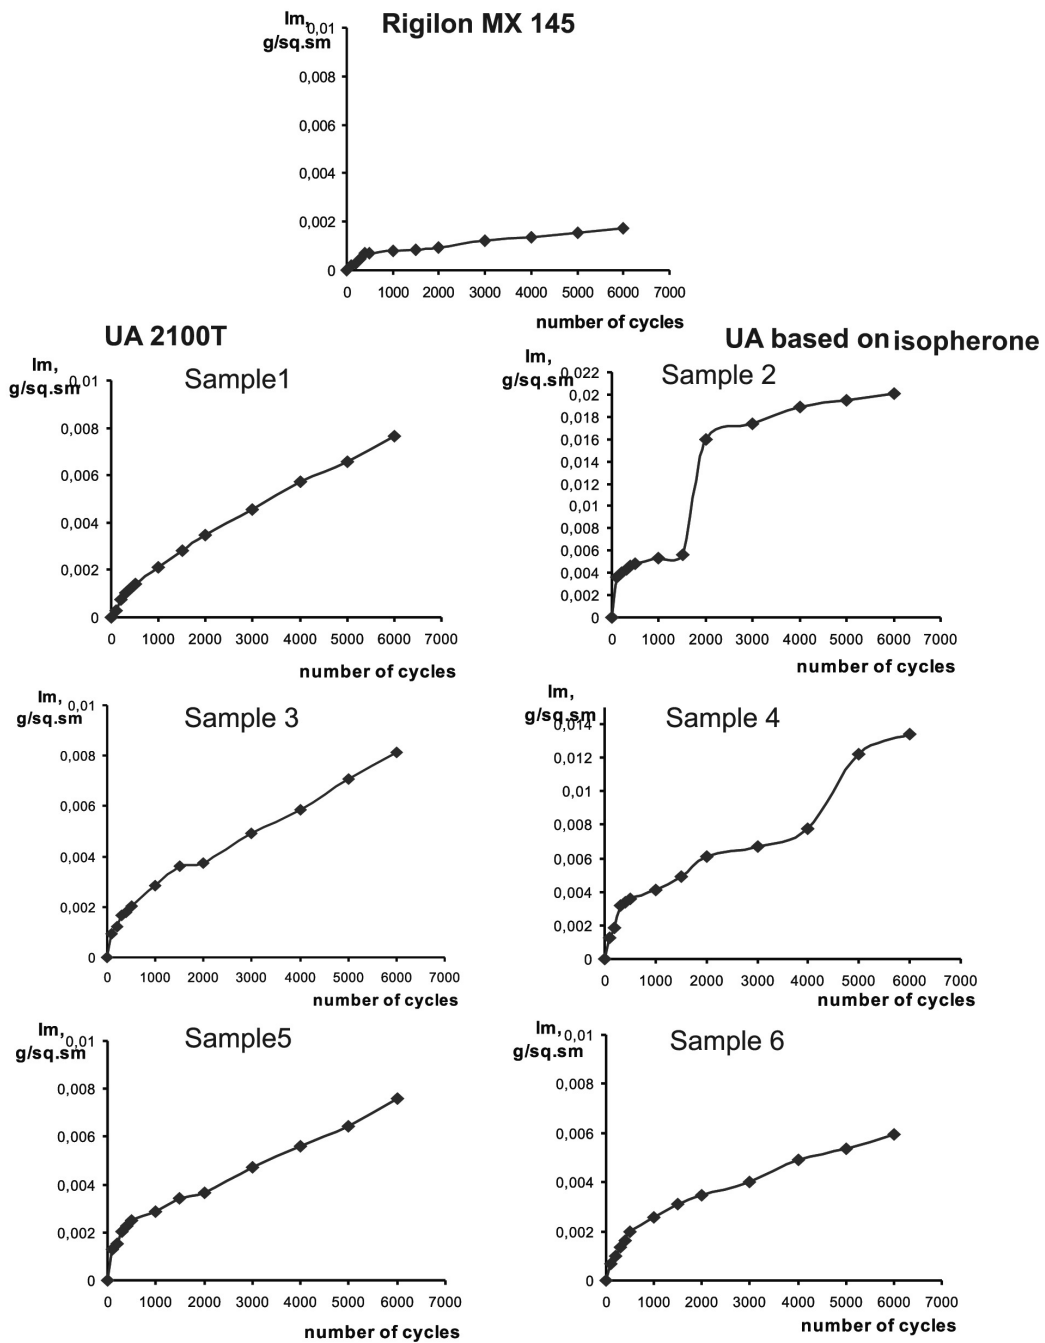 Rigilon MX 145
Im,
g/sq.sm
0,01
0,008
0,006
0,004
0,002
0
0 1000 2000 3000 4000 5000 6000 7000
number of cycles
UA 2100T
UA based on isopherone
Im,
g/sq.sm
Sample1
0,01
0,008
0,006
0,004
0,002
0
0 1000 2000 3000 4000 5000 6000 7000
number of cycles
Im,
g/sq.sm
Sample 2
0,022
0,02
0,018
0,016
0,014
0,012
0,01
0,008
0,006
0,004
0,002
0
0 1000 2000 3000 4000 5000 6000 7000
number of cycles
Im,
g/sq.sm
Sample 3
0,01
0,008
0,006
0,004
0,002
0
0 1000 2000 3000 4000 5000 6000 7000
number of cycles
Im,
g/sq.sm
Sample 4
0,014
0,012
0,01
0,008
0,006
0,004
0,002
0
0 1000 2000 3000 4000 5000 6000 7000
number of cycles
Im,
g/sq.sm
Sample5
0,01
0,008
0,006
0,004
0,002
0
0 1000 2000 3000 4000 5000 6000 7000
number of cycles
Im,
g/sq.sm
Sample 6
0,01
0,008
0,006
0,004
0,002
0
0 1000 2000 3000 4000 5000 6000 7000
number of cycles